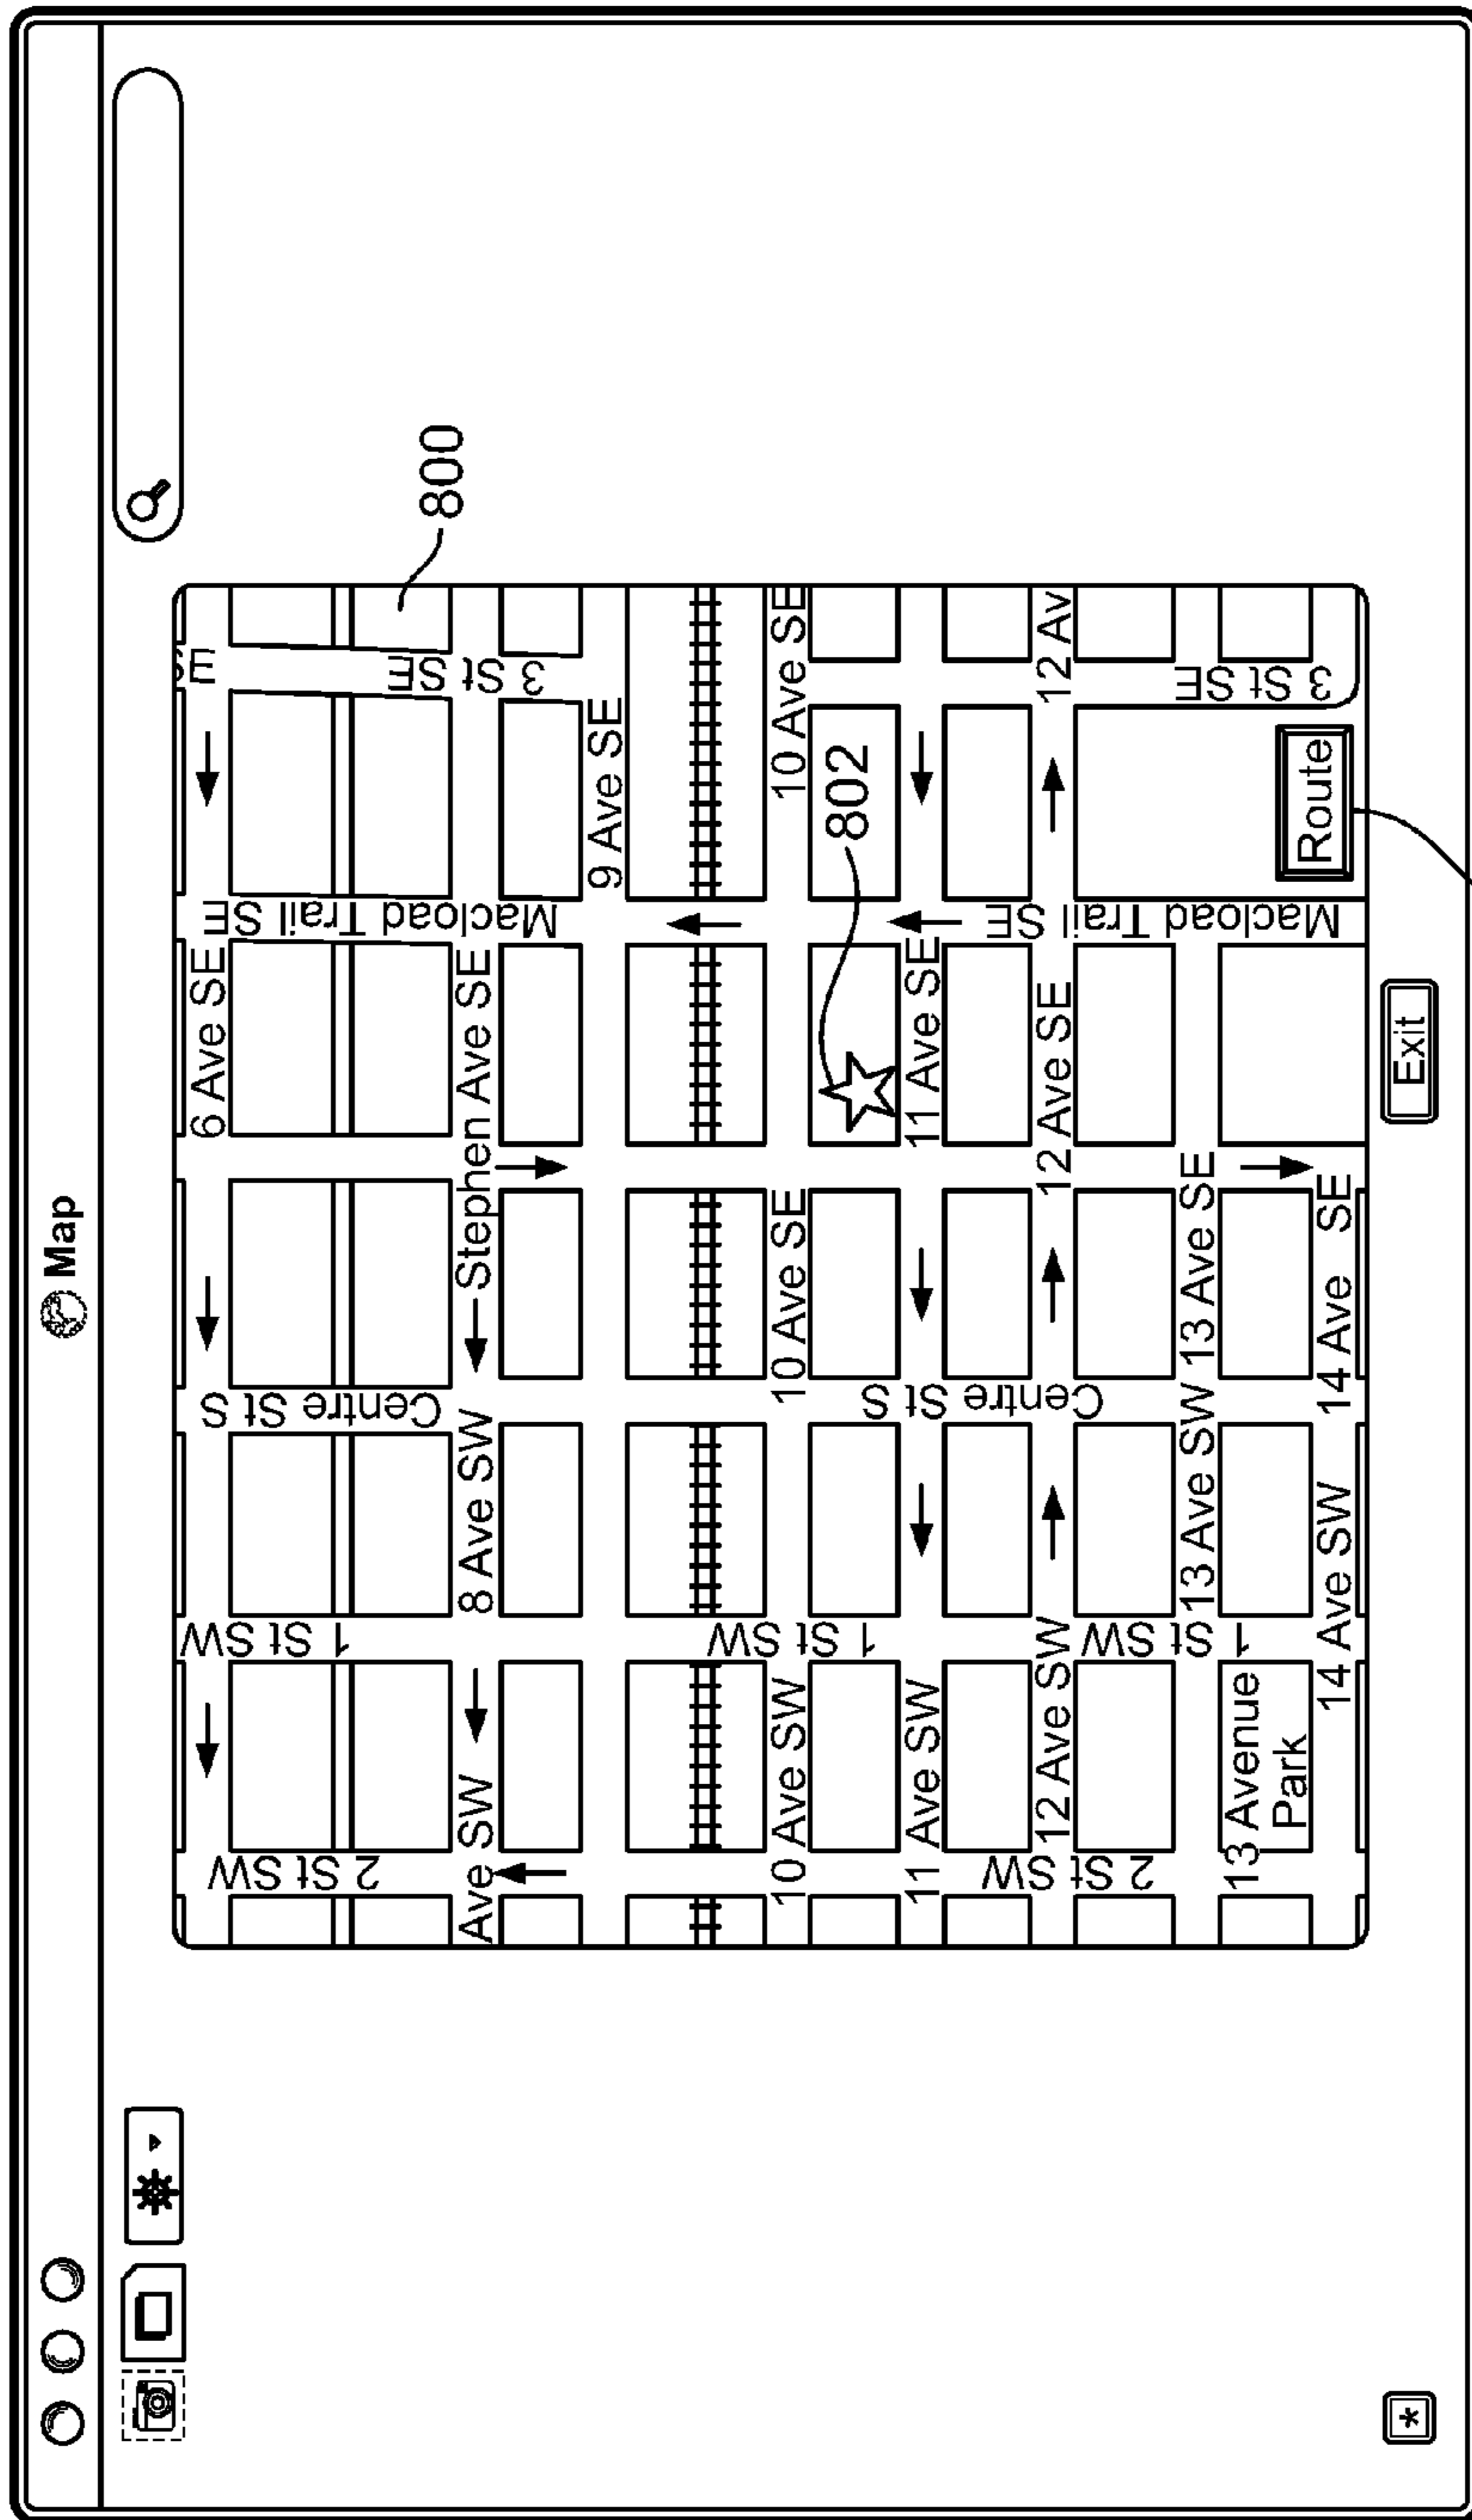 Map
800
SE
6 Ave SE
Macload Trail SE
3 St SE
Centre St S
1 St SW
2 St SW
Ave SW
8 Ave SW
Stephen Ave SE
9 Ave SE
10 Ave SW
10 Ave SE
10 Ave SE
802
1 St SW
11 Ave SW
11 Ave SE
Centre St S
12 Ave SW
12 Ave SE
12 Av
2 St SW
1 St SW
Macload Trail SE
3 St SE
13 Ave SW
13 Ave SE
13 Avenue
Park
Route
14 Ave SW
14 Ave SE
Exit
*